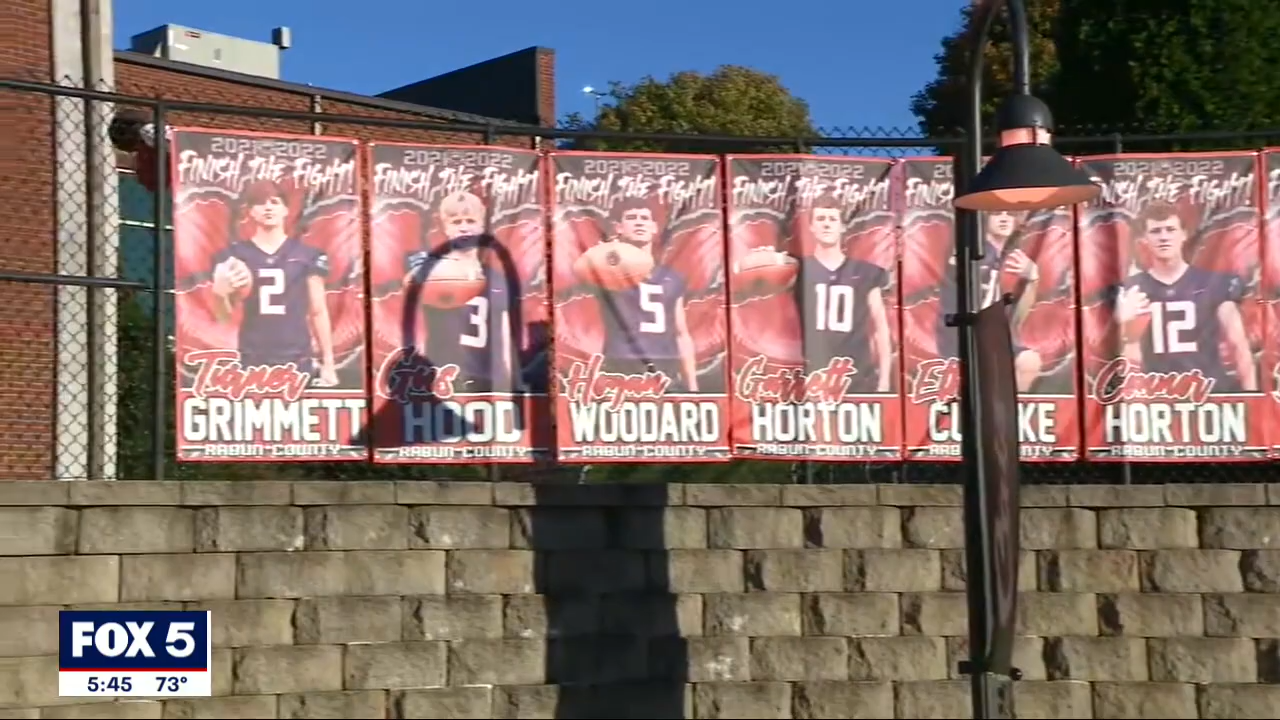 2021-2022
FINISH THE FIGHT!
2
Gus
GRIMMETT
RABUN COUNTY
2021-2022
FINISH THE FIGHT!
3
HOOD
RABUN COUNTY
2021-2022
FINISH THE FIGHT!
5
Hogan
WOODARD
RABUN COUNTY
2021-2022
FINISH THE FIGHT!
10
Garrett
HORTON
RABUN COUNTY
2021-2022
FINISH THE FIGHT!
12
Connor
HORTON
RABUN COUNTY
FOX 5
5:45 73°